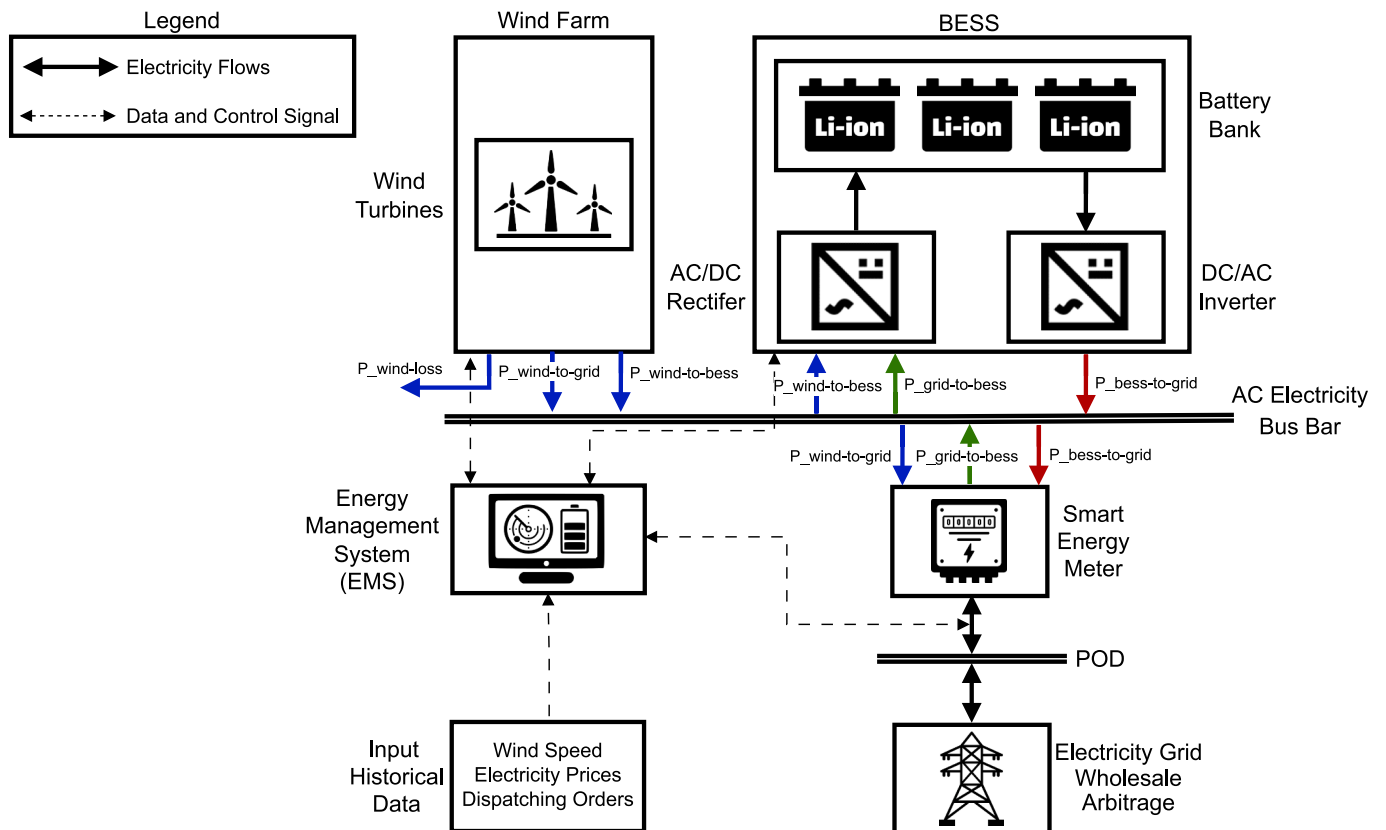 Legend
Electricity Flows
Data and Control Signal
Wind Farm
Wind
Turbines
BESS
Li-ion
Li-ion
Li-ion
Battery
Bank
AC/DC
Rectifer
DC/AC
Inverter
P_wind-loss
P_wind-to-grid
P_wind-to-bess
P_wind-to-bess
P_grid-to-bess
P_bess-to-grid
AC Electricity
Bus Bar
P_wind-to-grid
P_grid-to-bess
P_bess-to-grid
Energy
Management
System
(EMS)
00000
Smart
Energy
Meter
POD
Input
Historical
Data
Wind Speed
Electricity Prices
Dispatching Orders
Electricity Grid
Wholesale
Arbitrage